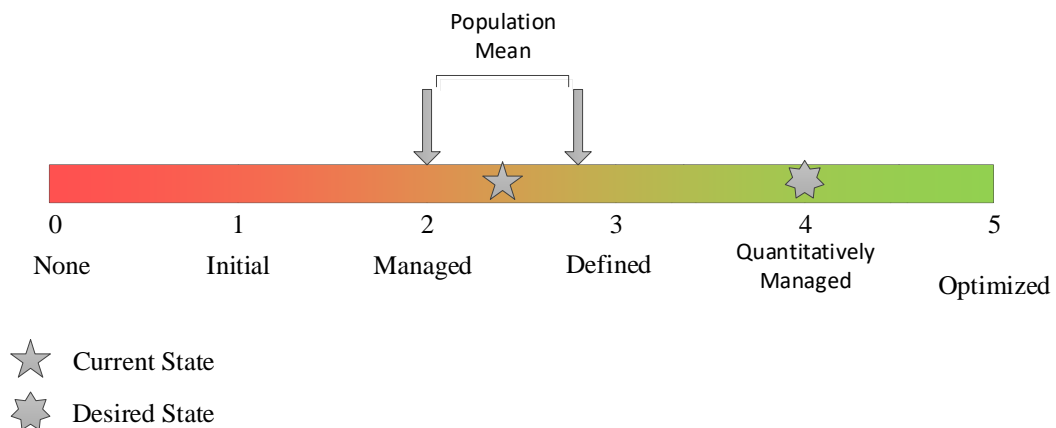 Population
Mean
0 1 2 3 4 5
None Initial Managed Defined Quantitatively
Managed
Optimized
Current State
Desired State